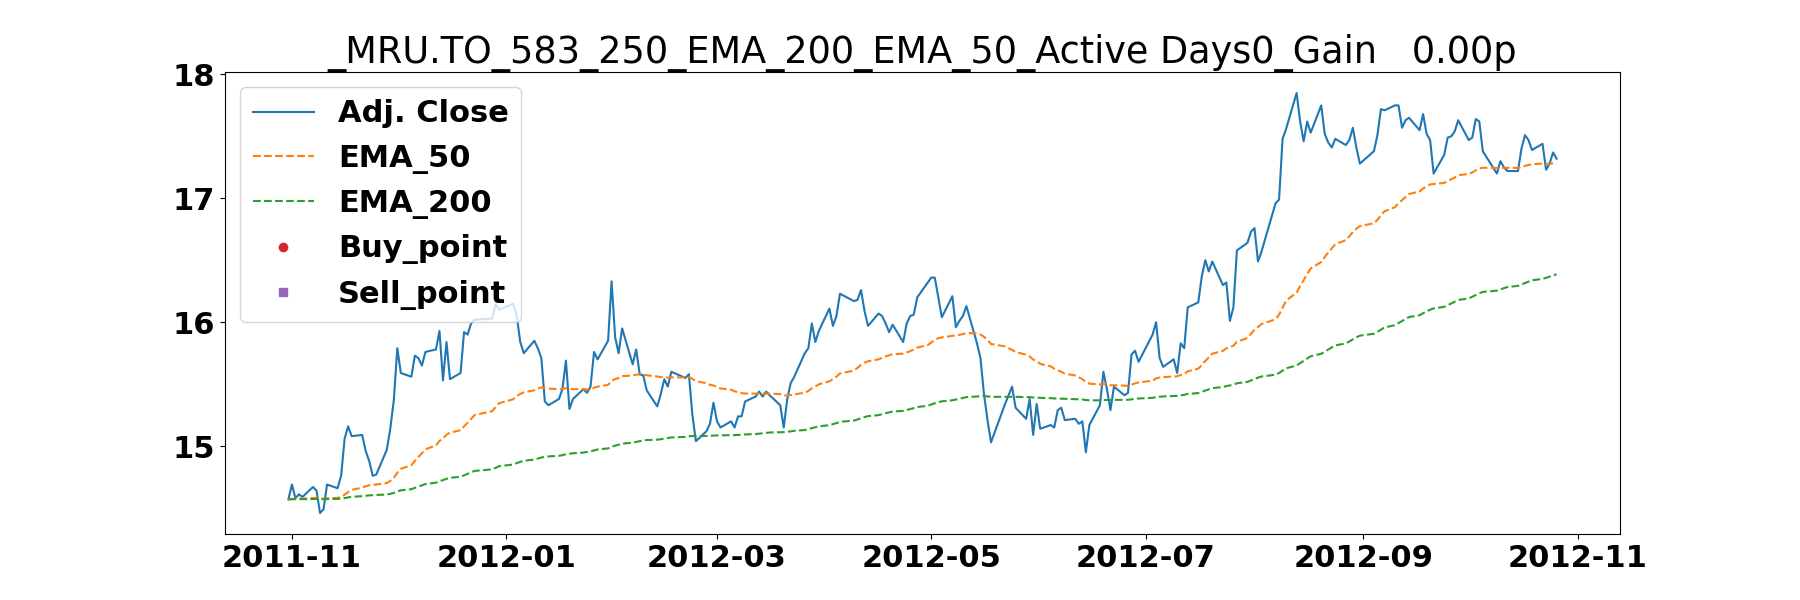 _MRU.TO_583_250_EMA_200_EMA_50_Active Days0_Gain   0.00p
18
17
16
15
Adj. Close
EMA_50
EMA_200
Buy_point
Sell_point
2011-11 2012-01 2012-03 2012-05 2012-07 2012-09 2012-11